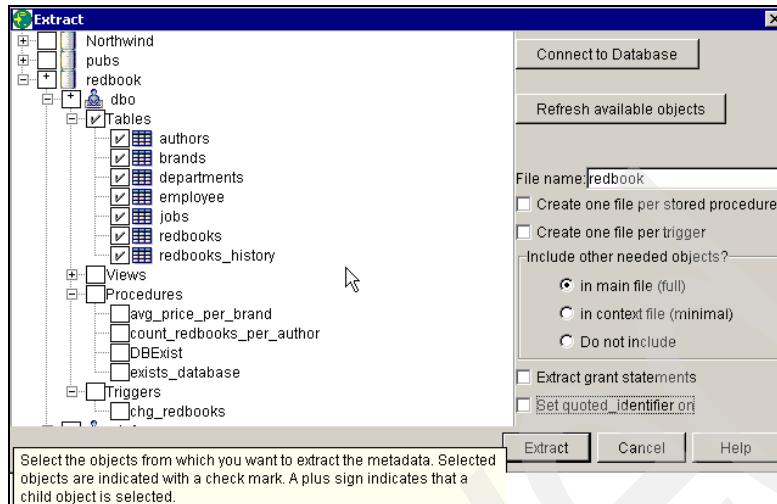 Extract
Northwind
pubs
redbook
dbo
Tables
authors
brands
departments
employee
jobs
redbooks
redbooks_history
Views
Procedures
avg_price_per_brand
count_redbooks_per_author
DBExist
exists_database
Triggers
chg_redbooks
Connect to Database
Refresh available objects
File name: redbook
Create one file per stored procedure
Create one file per trigger
Include other needed objects?
in main file (full)
in context file (minimal)
Do not include
Extract grant statements
Set quoted_identifier on
Extract Cancel Help
Select the objects from which you want to extract the metadata. Selected
objects are indicated with a check mark. A plus sign indicates that a
child object is selected.